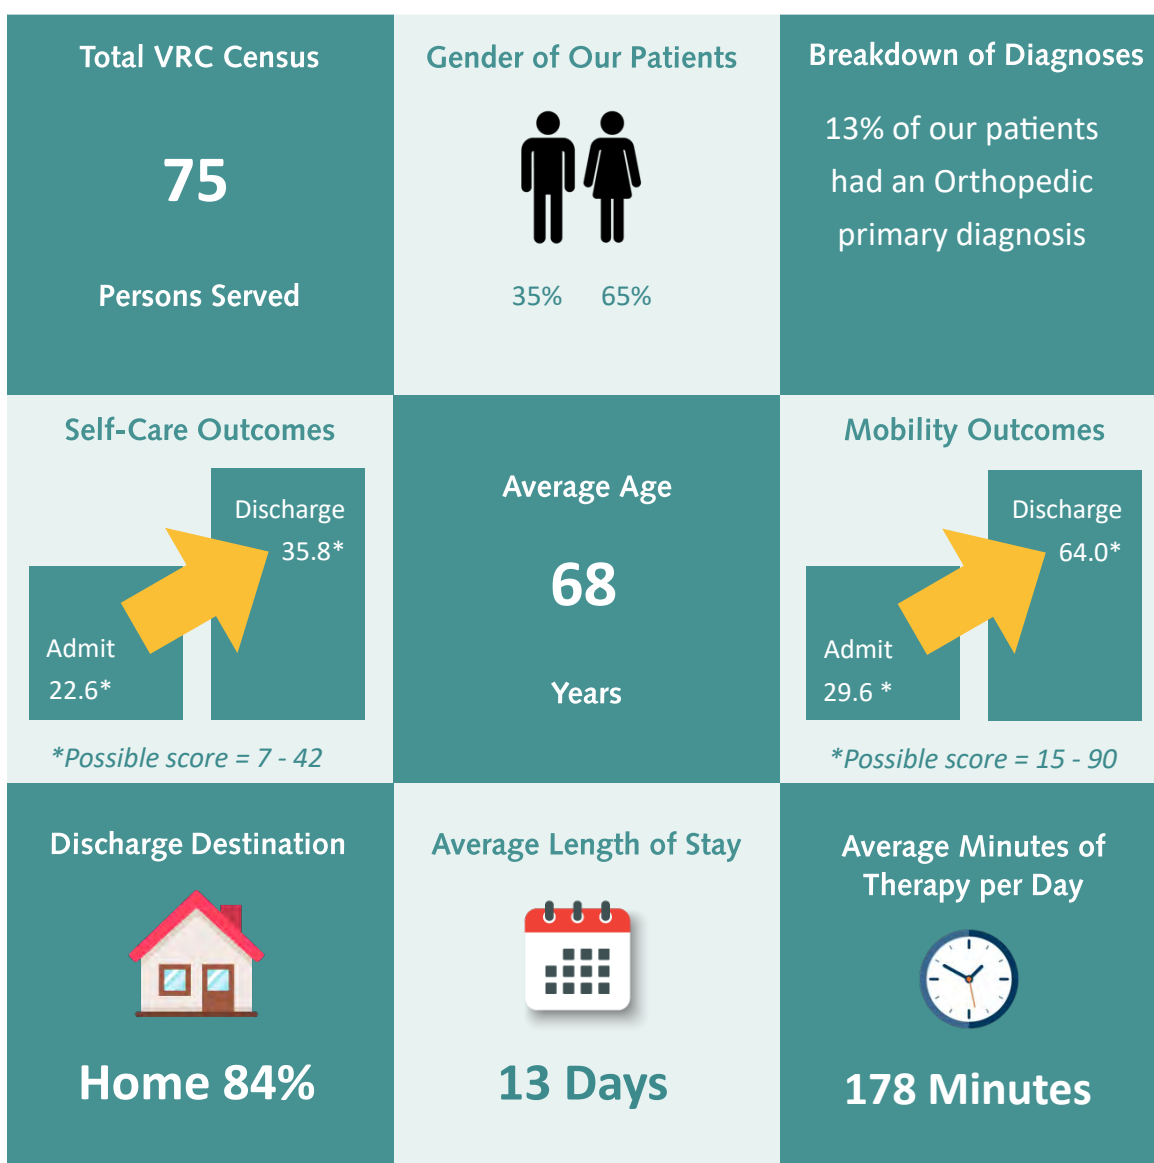 Total VRC Census
75
Persons Served
Gender of Our Patients
35% 65%
Breakdown of Diagnoses
13% of our patients
had an Orthopedic
primary diagnosis
Self-Care Outcomes
Discharge
35.8*
Admit
22.6*
*Possible score = 7 - 42
Average Age
68
Years
Mobility Outcomes
Discharge
64.0*
Admit
29.6 *
*Possible score = 15 - 90
Discharge Destination
Home 84%
Average Length of Stay
13 Days
Average Minutes of
Therapy per Day
178 Minutes